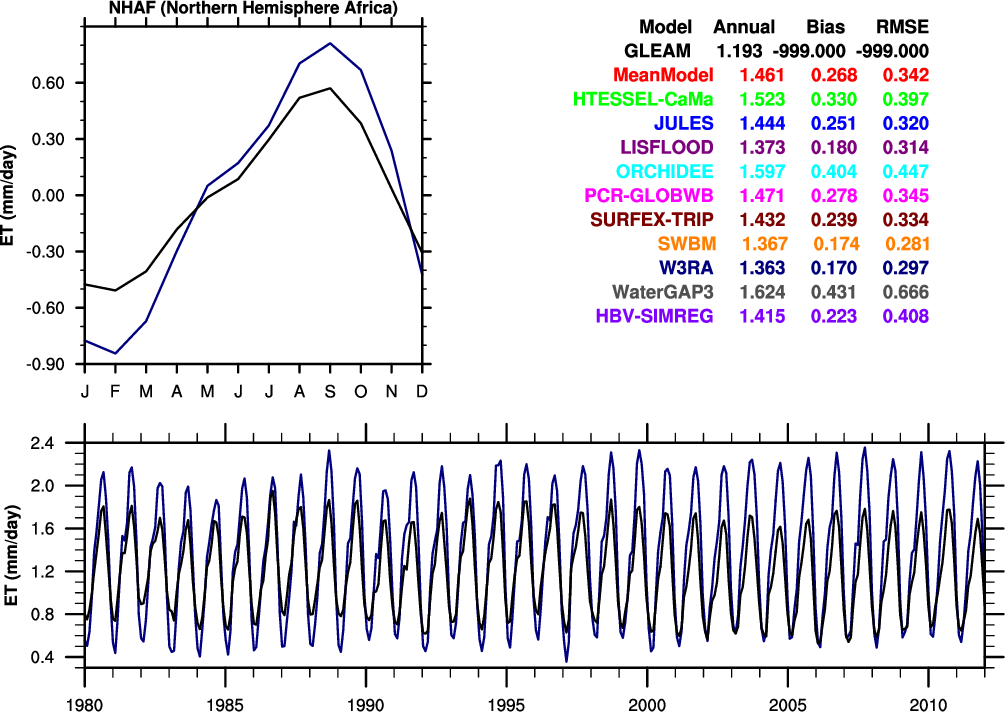 NHAF (Northern Hemisphere Africa)
ET (mm/day)
0.60
0.30
0.00
-0.30
-0.60
-0.90
J F M A M J J A S O N D
Model Annual Bias RMSE
GLEAM 1.193 -999.000 -999.000
MeanModel 1.461 0.268 0.342
HTESSEL-CaMa 1.523 0.330 0.397
JULES 1.444 0.251 0.320
LISFLOOD 1.373 0.180 0.314
ORCHIDEE 1.597 0.404 0.447
PCR-GLOBWB 1.471 0.278 0.345
SURFEX-TRIP 1.432 0.239 0.334
SWBM 1.367 0.174 0.281
W3RA 1.363 0.170 0.297
WaterGAP3 1.624 0.431 0.666
HBV-SIMREG 1.415 0.223 0.408
ET (mm/day)
2.4
2.0
1.6
1.2
0.8
0.4
1980 1985 1990 1995 2000 2005 2010